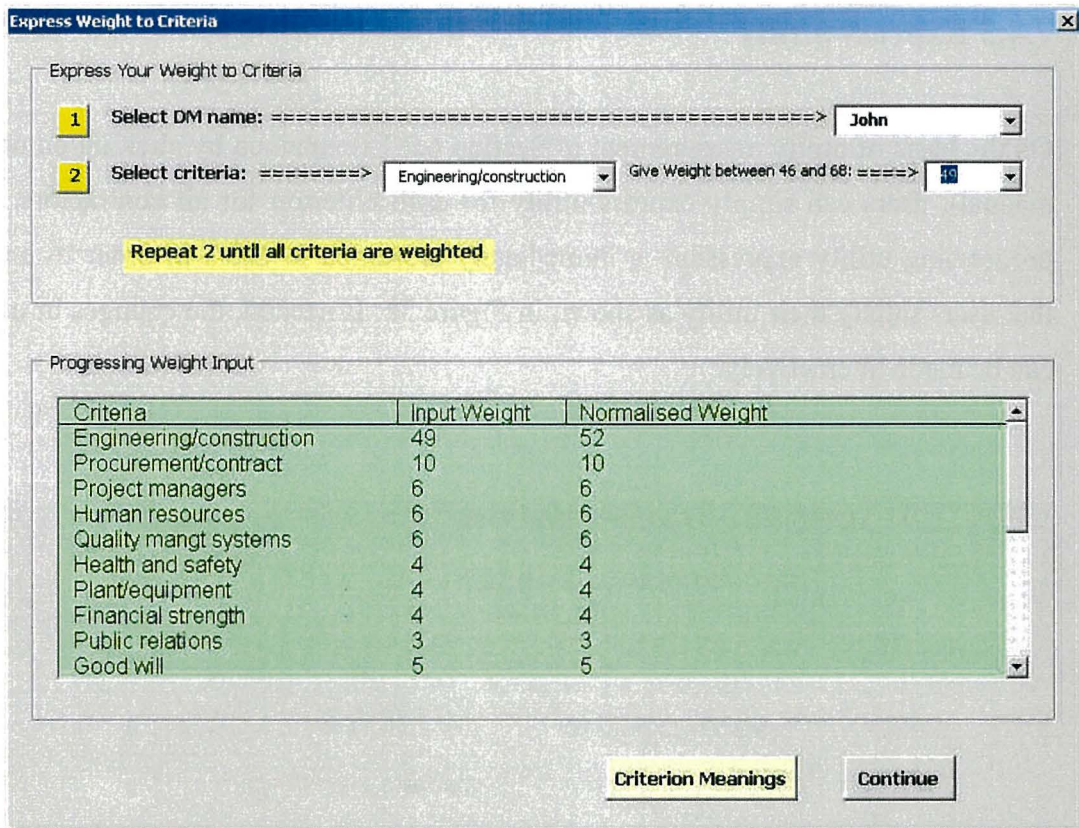 Express Weight to Criteria
Express Your Weight to Criteria
1 Select DM name: ============================================> John
2 Select criteria: ========> Engineering/construction Give Weight between 46 and 68: ====> 49
Repeat 2 until all criteria are weighted
Progressing Weight Input
Criteria Input Weight Normalised Weight
Engineering/construction 49 52
Procurement/contract 10 10
Project managers 6 6
Human resources 6 6
Quality mangt systems 6 6
Health and safety 4 4
Plant/equipment 4 4
Financial strength 4 4
Public relations 3 3
Good will 5 5
Criterion Meanings Continue